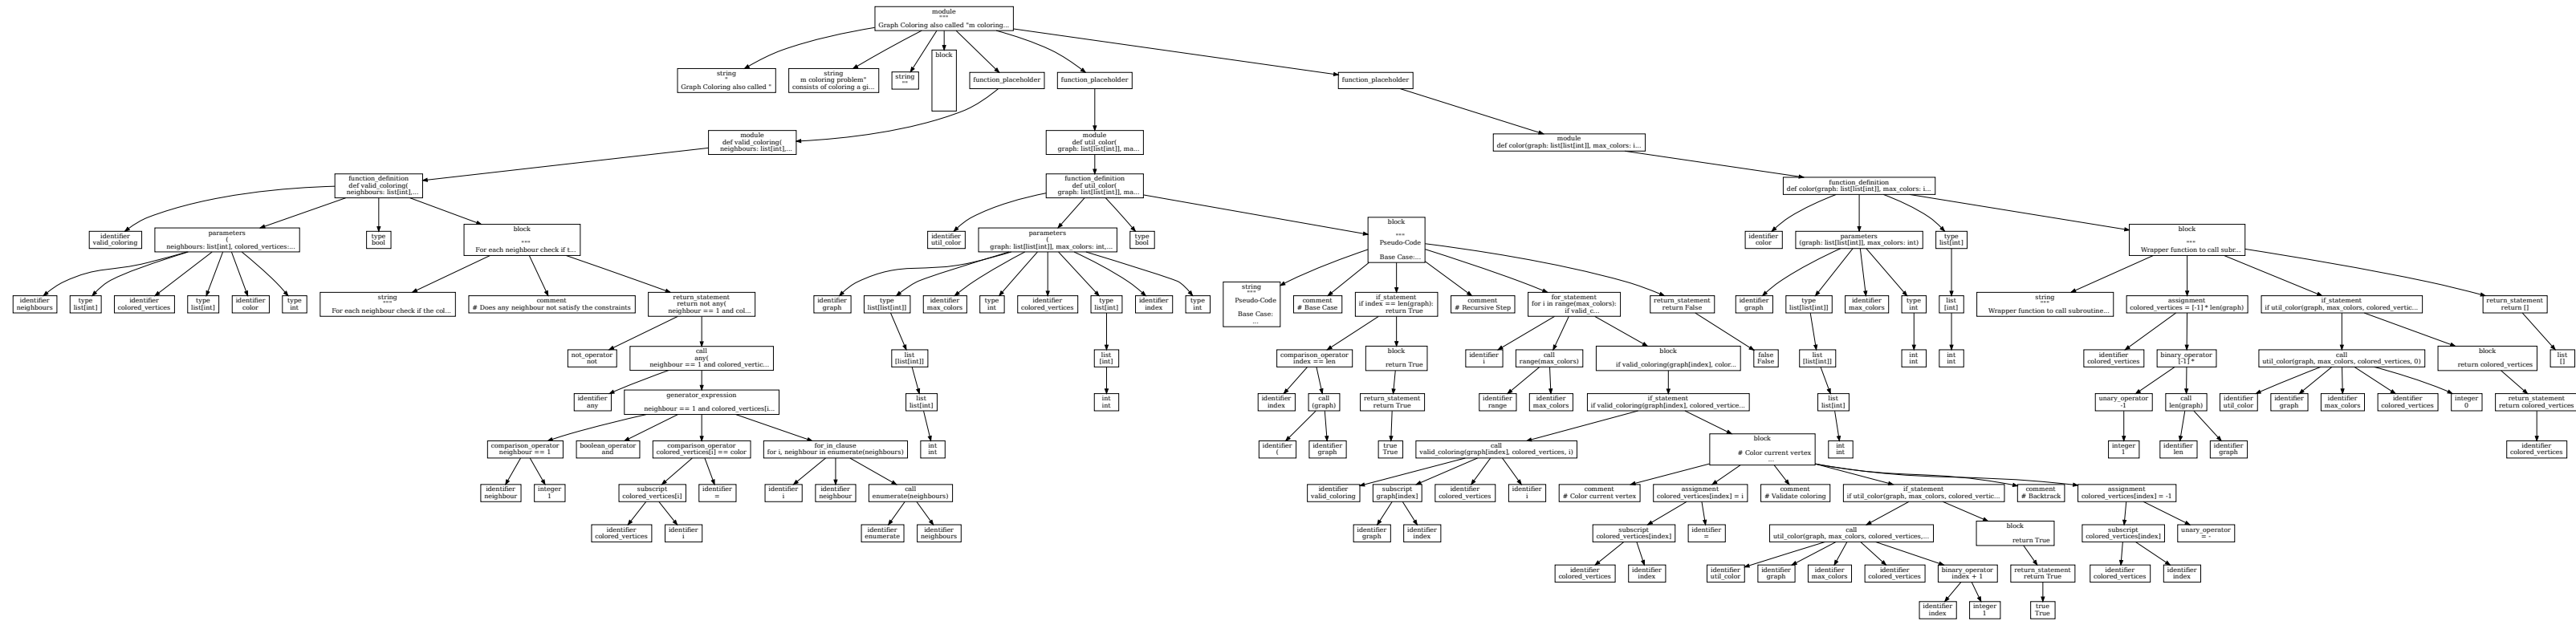 module
"""
Graph Coloring also called "m coloring...
string
"
Graph Coloring also called "
string
m coloring problem"
consists of coloring a gi...
string
""
block
function_placeholder
function_placeholder
function_placeholder
module
def valid_coloring(
neighbours: list[int],...
module
def util_color(
graph: list[list[int]], ma...
module
def color(graph: list[list[int]], max_colors: i...
function_definition
def valid_coloring(
neighbours: list[int],...
function_definition
def util_color(
graph: list[list[int]], ma...
function_definition
def color(graph: list[list[int]], max_colors: i...
identifier
valid_coloring
parameters
(
neighbours: list[int], colored_vertices:...
type
bool
block
"""
For each neighbour check if t...
identifier
util_color
parameters
(
graph: list[list[int]], max_colors: int,...
type
bool
block
"""
Pseudo-Code
Base Case:...
identifier
color
parameters
(graph: list[list[int]], max_colors: int)
type
list[int]
block
"""
Wrapper function to call subr...
identifier
neighbours
type
list[int]
identifier
colored_vertices
type
list[int]
identifier
color
type
int
string
"""
For each neighbour check if the col...
comment
# Does any neighbour not satisfy the constraints
return_statement
return not any(
neighbour == 1 and col...
identifier
graph
type
list[list[int]]
identifier
max_colors
type
int
identifier
colored_vertices
type
list[int]
identifier
index
type
int
string
"""
Pseudo-Code
Base Case:
...
comment
# Base Case
if_statement
if index == len(graph):
return True
comment
# Recursive Step
for_statement
for i in range(max_colors):
if valid_c...
return_statement
return False
identifier
graph
type
list[list[int]]
identifier
max_colors
type
int
list
[int]
string
"""
Wrapper function to call subroutine...
assignment
colored_vertices = [-1] * len(graph)
if_statement
if util_color(graph, max_colors, colored_vertic...
return_statement
return []
not_operator
not
call
any(
neighbour == 1 and colored_vertic...
list
[list[int]]
list
[int]
comparison_operator
index == len
block
return True
identifier
i
call
range(max_colors)
block
if valid_coloring(graph[index], color...
false
False
list
[list[int]]
int
int
int
int
identifier
colored_vertices
binary_operator
[-1] *
call
util_color(graph, max_colors, colored_vertices, 0)
block
return colored_vertices
list
[]
identifier
any
generator_expression
neighbour == 1 and colored_vertices[i...
list
list[int]
int
int
identifier
index
call
(graph)
return_statement
return True
identifier
range
identifier
max_colors
if_statement
if valid_coloring(graph[index], colored_vertice...
list
list[int]
unary_operator
-1
call
len(graph)
identifier
util_color
identifier
graph
identifier
max_colors
identifier
colored_vertices
integer
0
return_statement
return colored_vertices
comparison_operator
neighbour == 1
boolean_operator
and
comparison_operator
colored_vertices[i] == color
for_in_clause
for i, neighbour in enumerate(neighbours)
int
int
identifier
(
identifier
graph
true
True
call
valid_coloring(graph[index], colored_vertices, i)
block
# Color current vertex
...
int
int
integer
1
identifier
len
identifier
graph
identifier
colored_vertices
identifier
neighbour
integer
1
subscript
colored_vertices[i]
identifier
=
identifier
i
identifier
neighbour
call
enumerate(neighbours)
identifier
valid_coloring
subscript
graph[index]
identifier
colored_vertices
identifier
i
comment
# Color current vertex
assignment
colored_vertices[index] = i
comment
# Validate coloring
if_statement
if util_color(graph, max_colors, colored_vertic...
comment
# Backtrack
assignment
colored_vertices[index] = -1
identifier
colored_vertices
identifier
i
identifier
enumerate
identifier
neighbours
identifier
graph
identifier
index
subscript
colored_vertices[index]
identifier
=
call
util_color(graph, max_colors, colored_vertices,...
block
return True
subscript
colored_vertices[index]
unary_operator
= -
identifier
colored_vertices
identifier
index
identifier
util_color
identifier
graph
identifier
max_colors
identifier
colored_vertices
binary_operator
index + 1
return_statement
return True
identifier
colored_vertices
identifier
index
identifier
index
integer
1
true
True